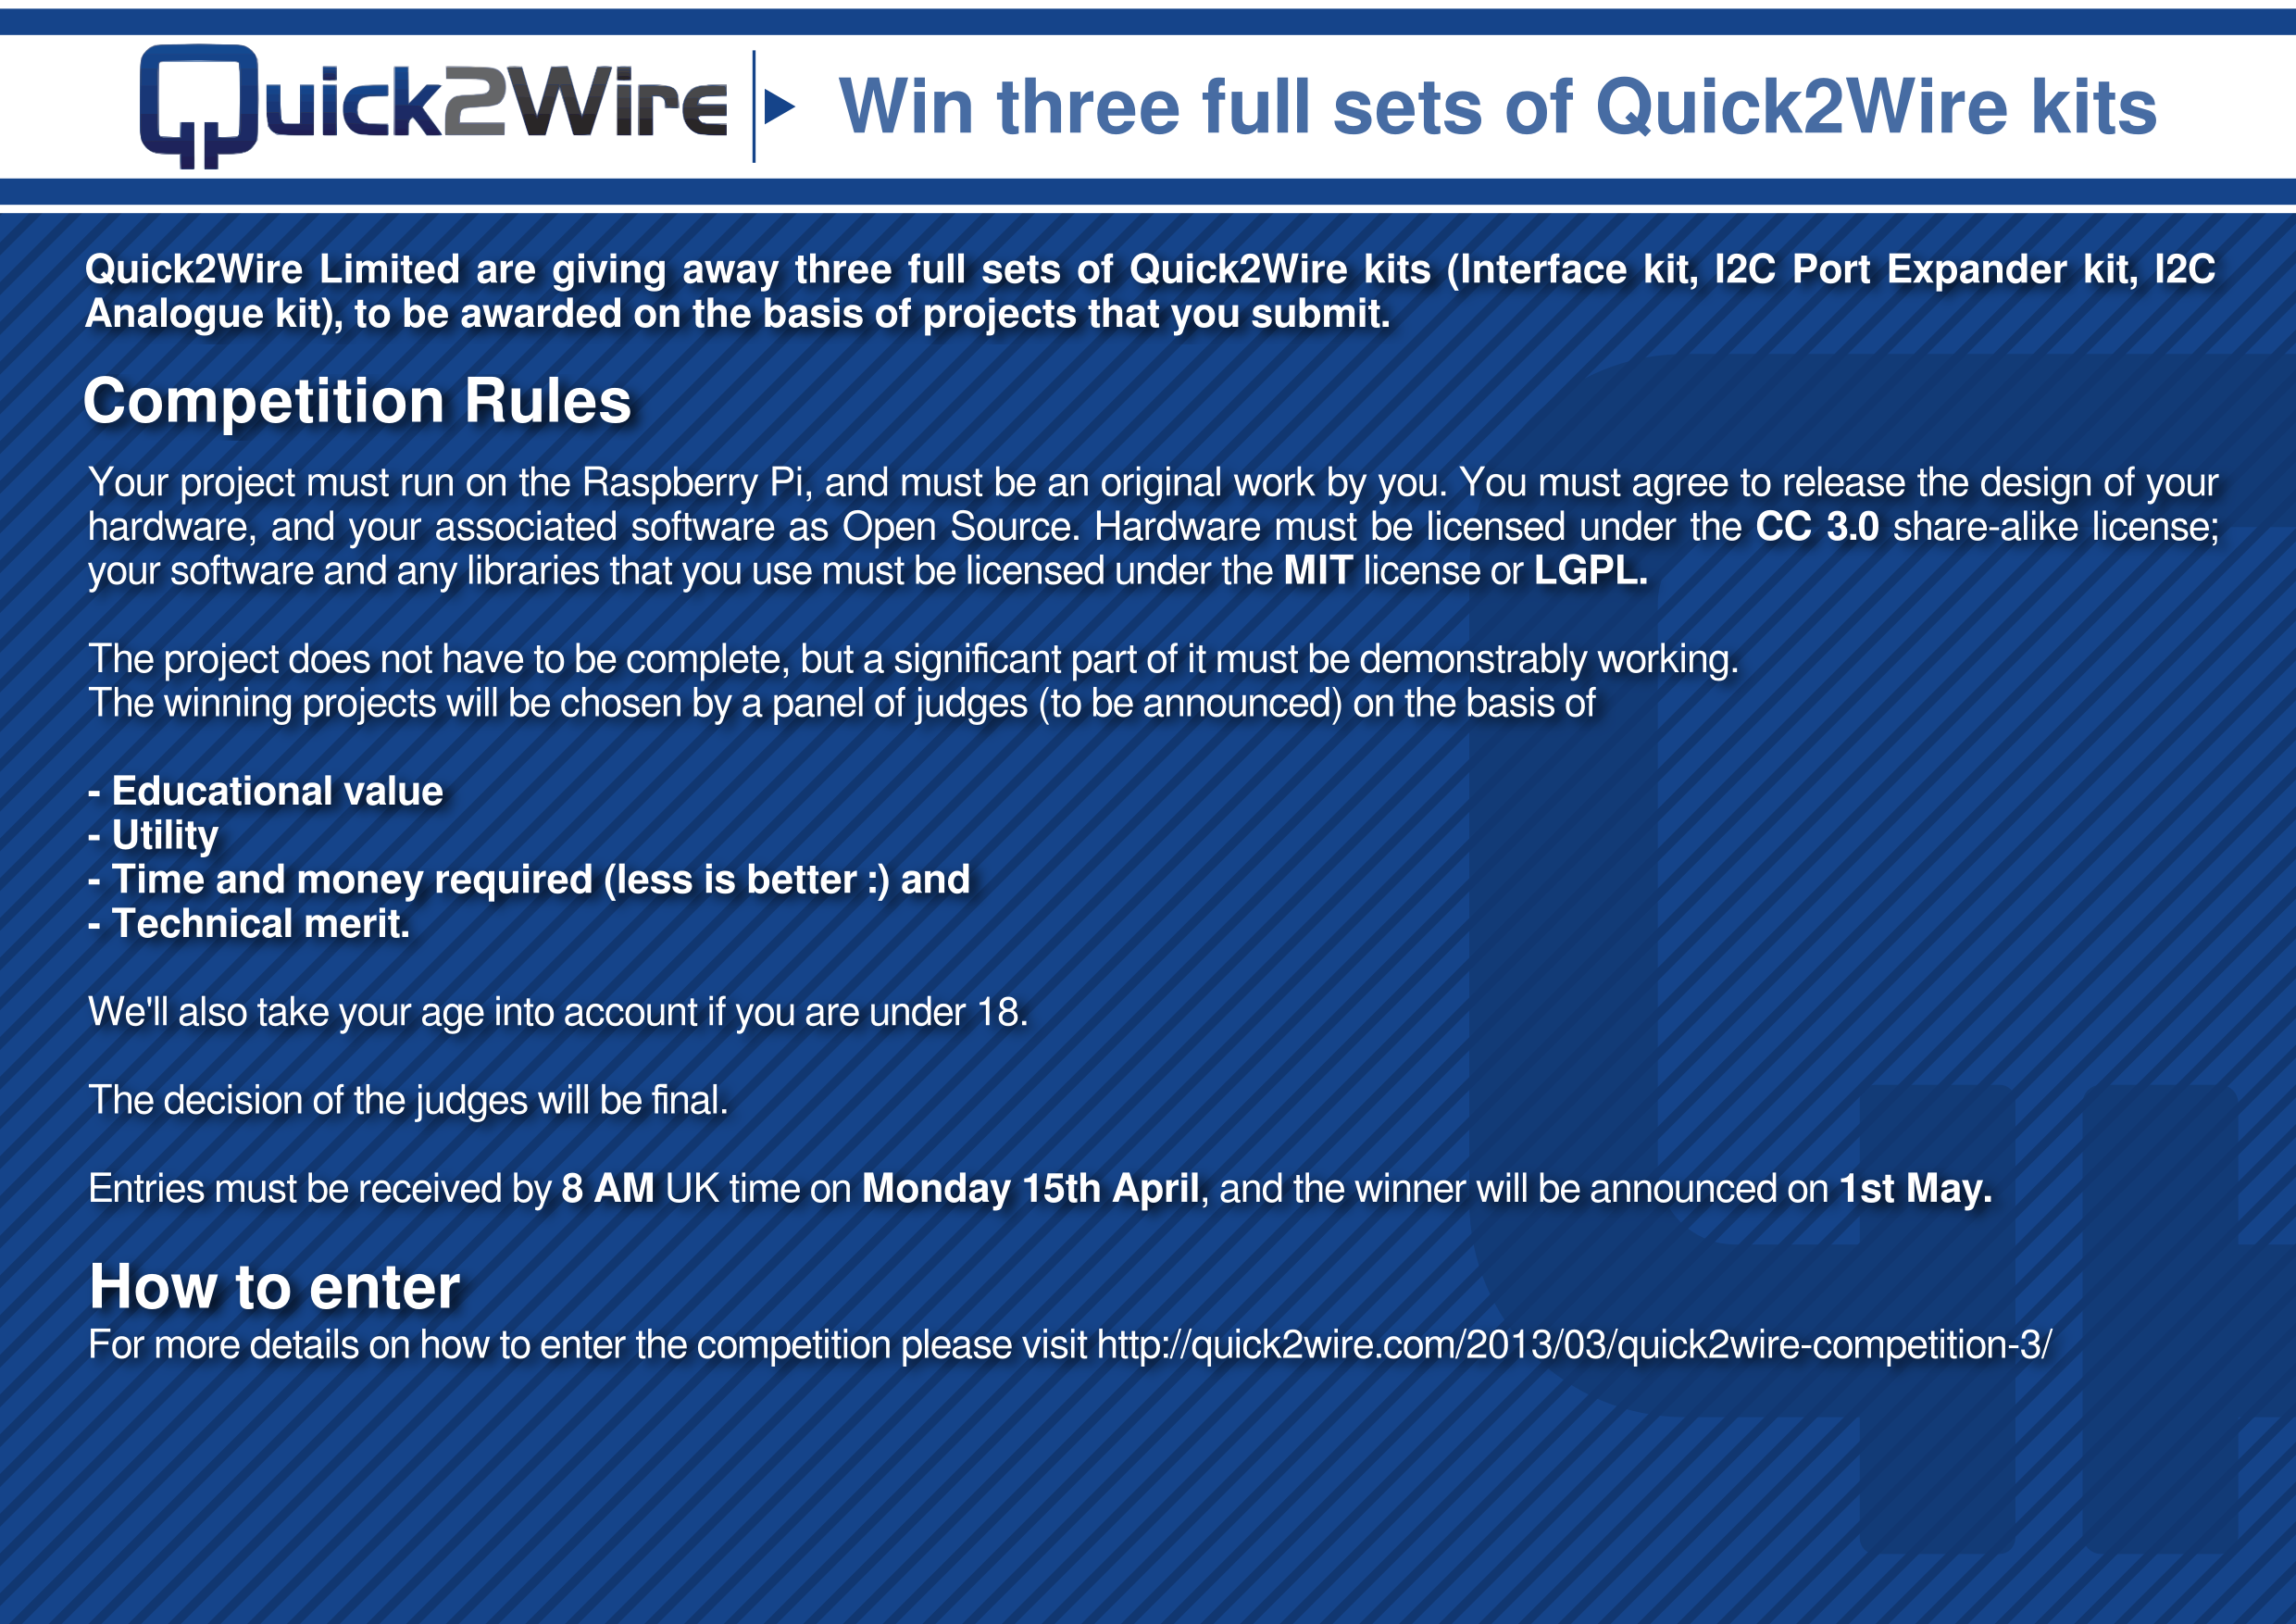 Quick2Wire
Win three full sets of Quick2Wire kits
Quick2Wire Limited are giving away three full sets of Quick2Wire kits (Interface kit, I2C Port Expander kit, I2C
Analogue kit), to be awarded on the basis of projects that you submit.
Competition Rules
Your project must run on the Raspberry Pi, and must be an original work by you. You must agree to release the design of your
hardware, and your associated software as Open Source. Hardware must be licensed under the CC 3.0 share-alike license;
your software and any libraries that you use must be licensed under the MIT license or LGPL.
The project does not have to be complete, but a significant part of it must be demonstrably working.
The winning projects will be chosen by a panel of judges (to be announced) on the basis of
- Educational value
- Utility
- Time and money required (less is better :) and
- Technical merit.
We'll also take your age into account if you are under 18.
The decision of the judges will be final.
Entries must be received by 8 AM UK time on Monday 15th April, and the winner will be announced on 1st May.
How to enter
For more details on how to enter the competition please visit http://quick2wire.com/2013/03/quick2wire-competition-3/